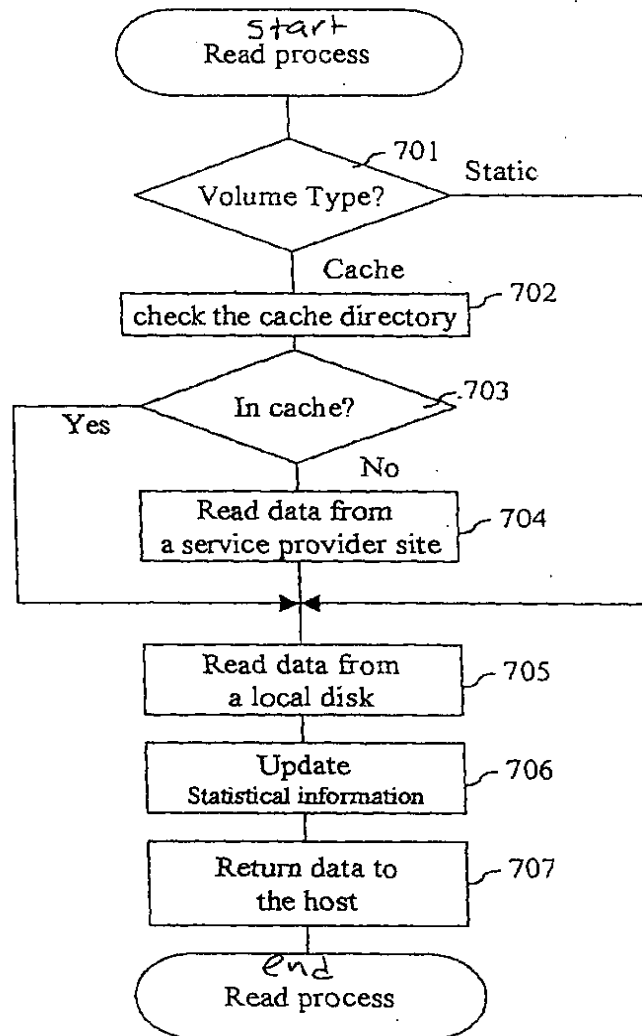 start
Read process
701
Volume Type?
Static
Cache
702
check the cache directory
703
In cache?
Yes
No
Read data from
a service provider site
704
Read data from
a local disk
705
Update
Statistical information
706
Return data to
the host
707
end
Read process